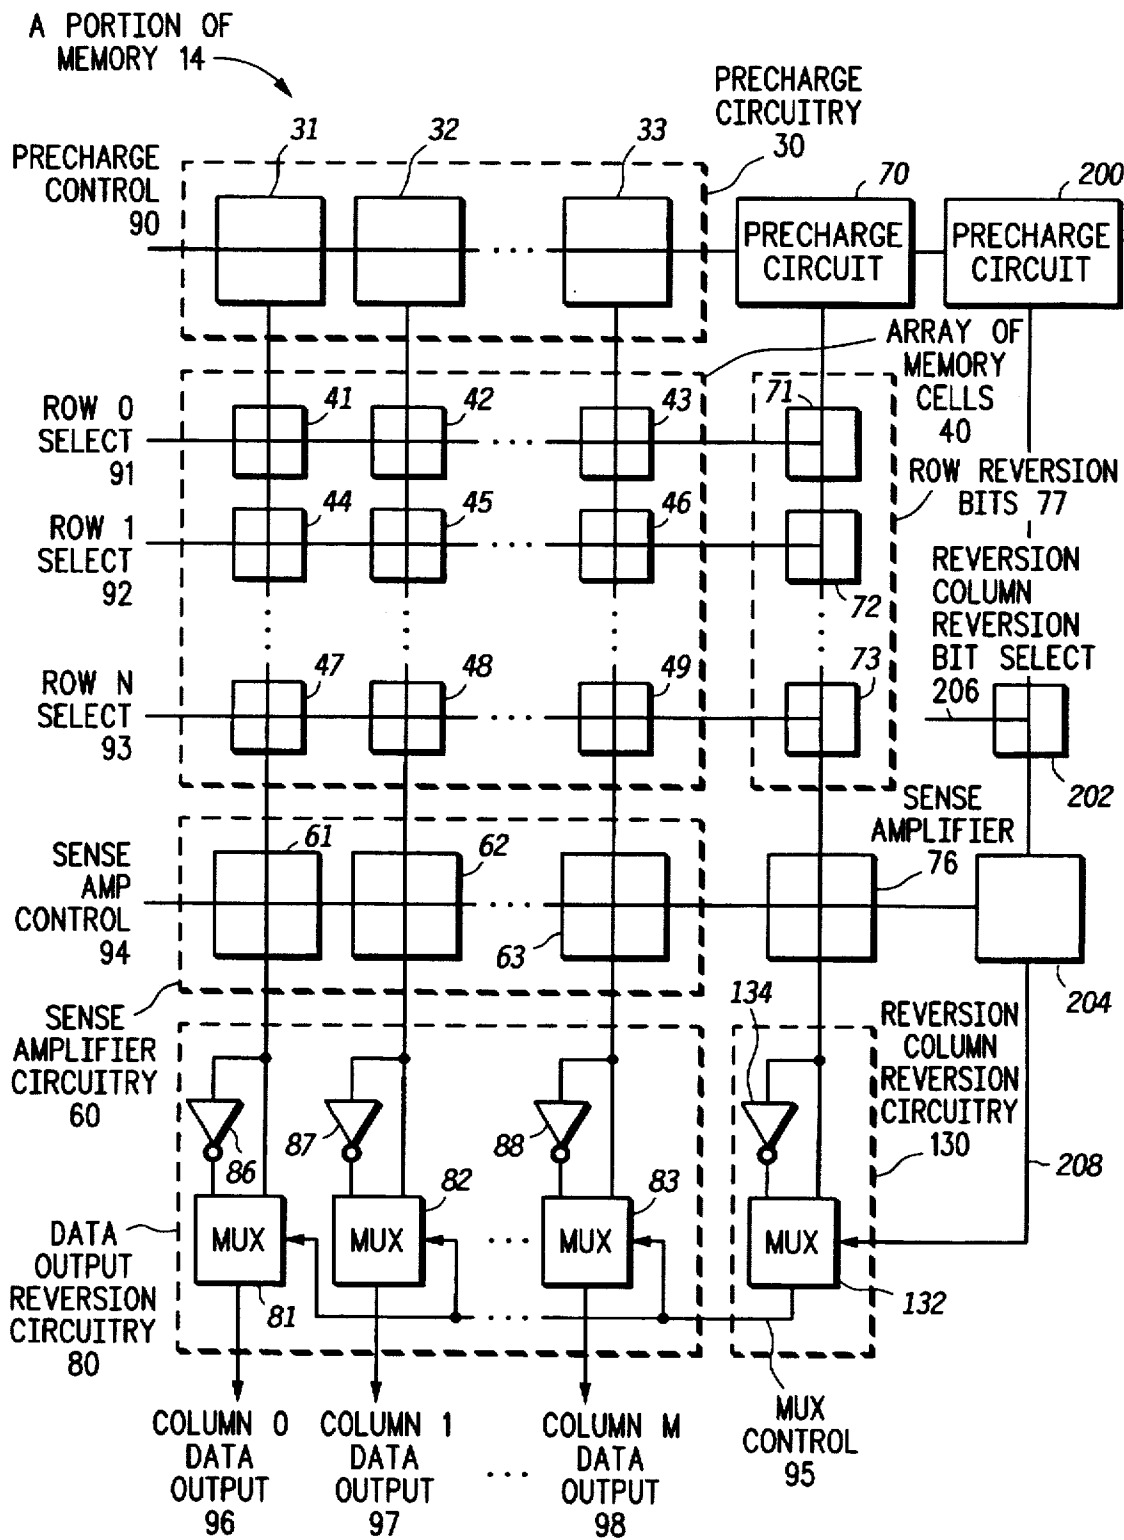 A PORTION OF
MEMORY 14
PRECHARGE
CIRCUITRY
30
31
32
33
PRECHARGE
CONTROL
90
70
200
PRECHARGE
CIRCUIT
PRECHARGE
CIRCUIT
ARRAY OF
MEMORY
CELLS
40
ROW 0
SELECT
91
41
42
43
71
ROW REVERSION
BITS 77
ROW 1
SELECT
92
44
45
46
72
REVERSION
COLUMN
REVERSION
BIT SELECT
206
ROW N
SELECT
93
47
48
49
73
202
SENSE
AMPLIFIER
76
SENSE
AMP
CONTROL
94
61
62
63
204
SENSE
AMPLIFIER
CIRCUITRY
60
134
REVERSION
COLUMN
REVERSION
CIRCUITRY
130
86
87
88
208
82
83
MUX
MUX
MUX
MUX
DATA
OUTPUT
REVERSION
CIRCUITRY
80
81
132
COLUMN 0
DATA
OUTPUT
96
COLUMN 1
DATA
OUTPUT
97
COLUMN M
DATA
OUTPUT
98
MUX
CONTROL
95